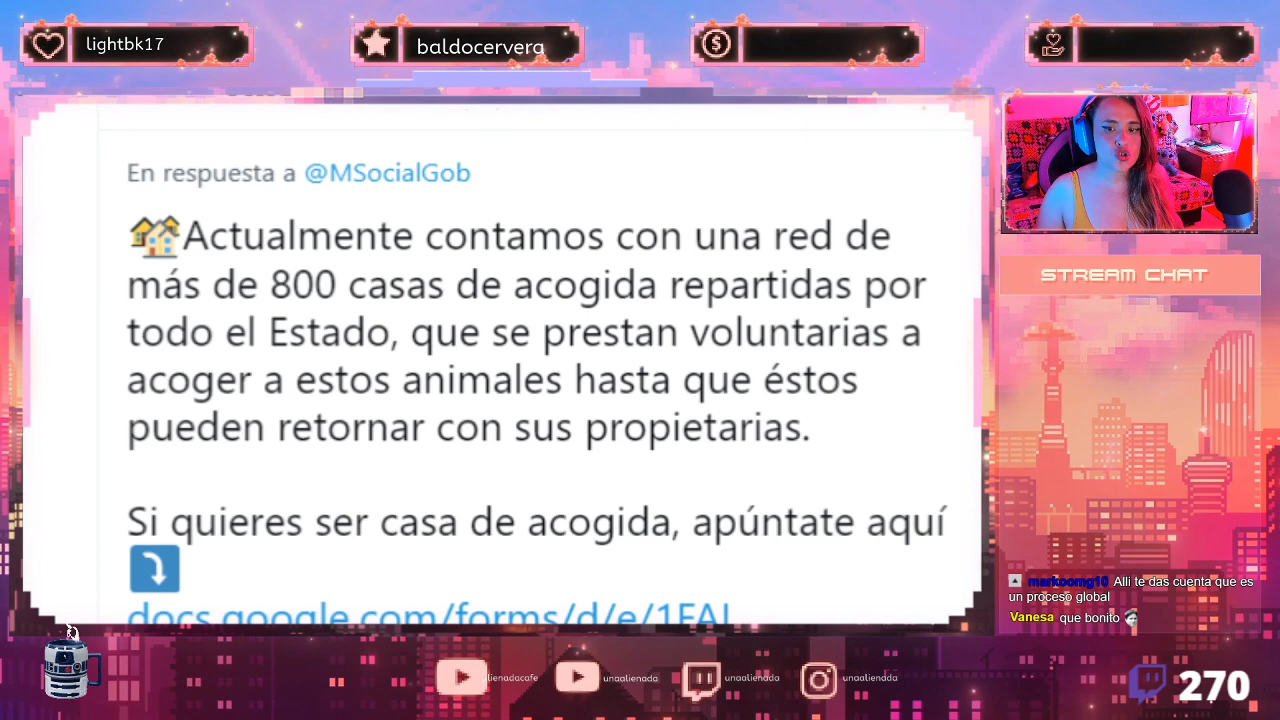 lightbk17
baldocervera
En respuesta a @MSocialGob
🏘️Actualmente contamos con una red de
más de 800 casas de acogida repartidas por
todo el Estado, que se prestan voluntarias a
acoger a estos animales hasta que éstos
pueden retornar con sus propietarias.
Si quieres ser casa de acogida, apúntate aquí
⤵️
docs.google.com/forms/d/e/1FAI
STREAM CHAT
markoomg10 Alli te das cuenta que es
un proceso global
Vanesa que bonito
alienadacafe
unaalienada
unaalienada
unaalienada
270